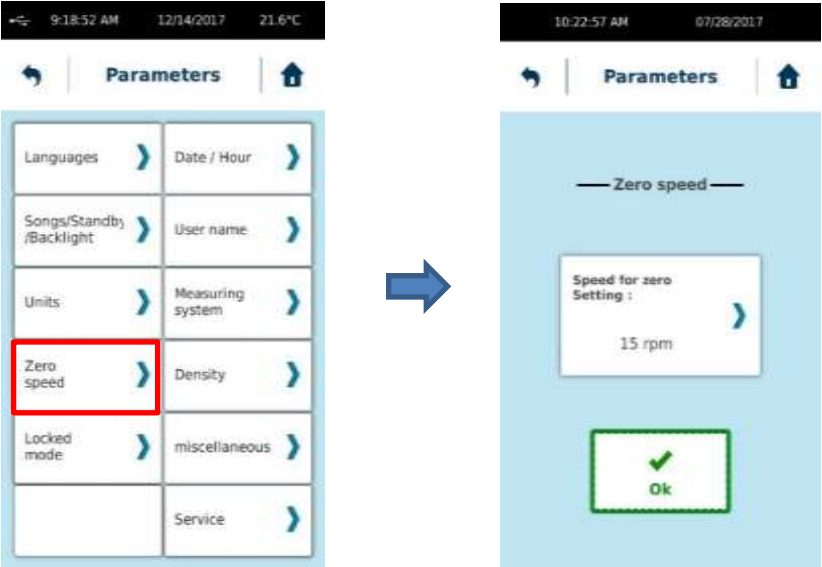 9:18:52 AM 12/14/2017 21.6°C
Parameters
Languages
Date / Hour
Songs/Standby
/Backlight
User name
Units
Measuring
system
Zero
speed
Density
Locked
mode
miscellaneous
Service
10:22:57 AM 07/28/2017
Parameters
Zero speed
Speed for zero
Setting :
15 rpm
Ok